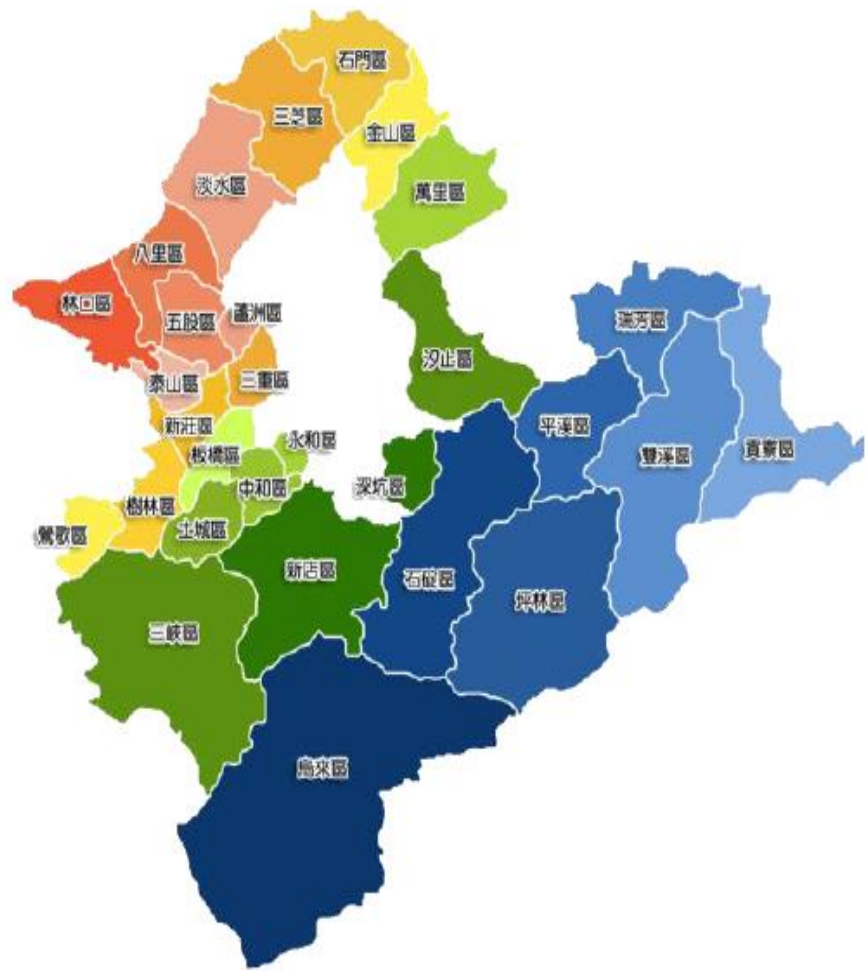 石門區
三芝區
金山區
淡水區
萬里區
八里區
林口區
五股區
蘆洲區
瑞芳區
汐止區
泰山區
三重區
新莊區
平溪區
永和區
板橋區
雙溪區
貢寮區
深坑區
中和區
樹林區
土城區
鶯歌區
新店區
石碇區
坪林區
三峽區
烏來區